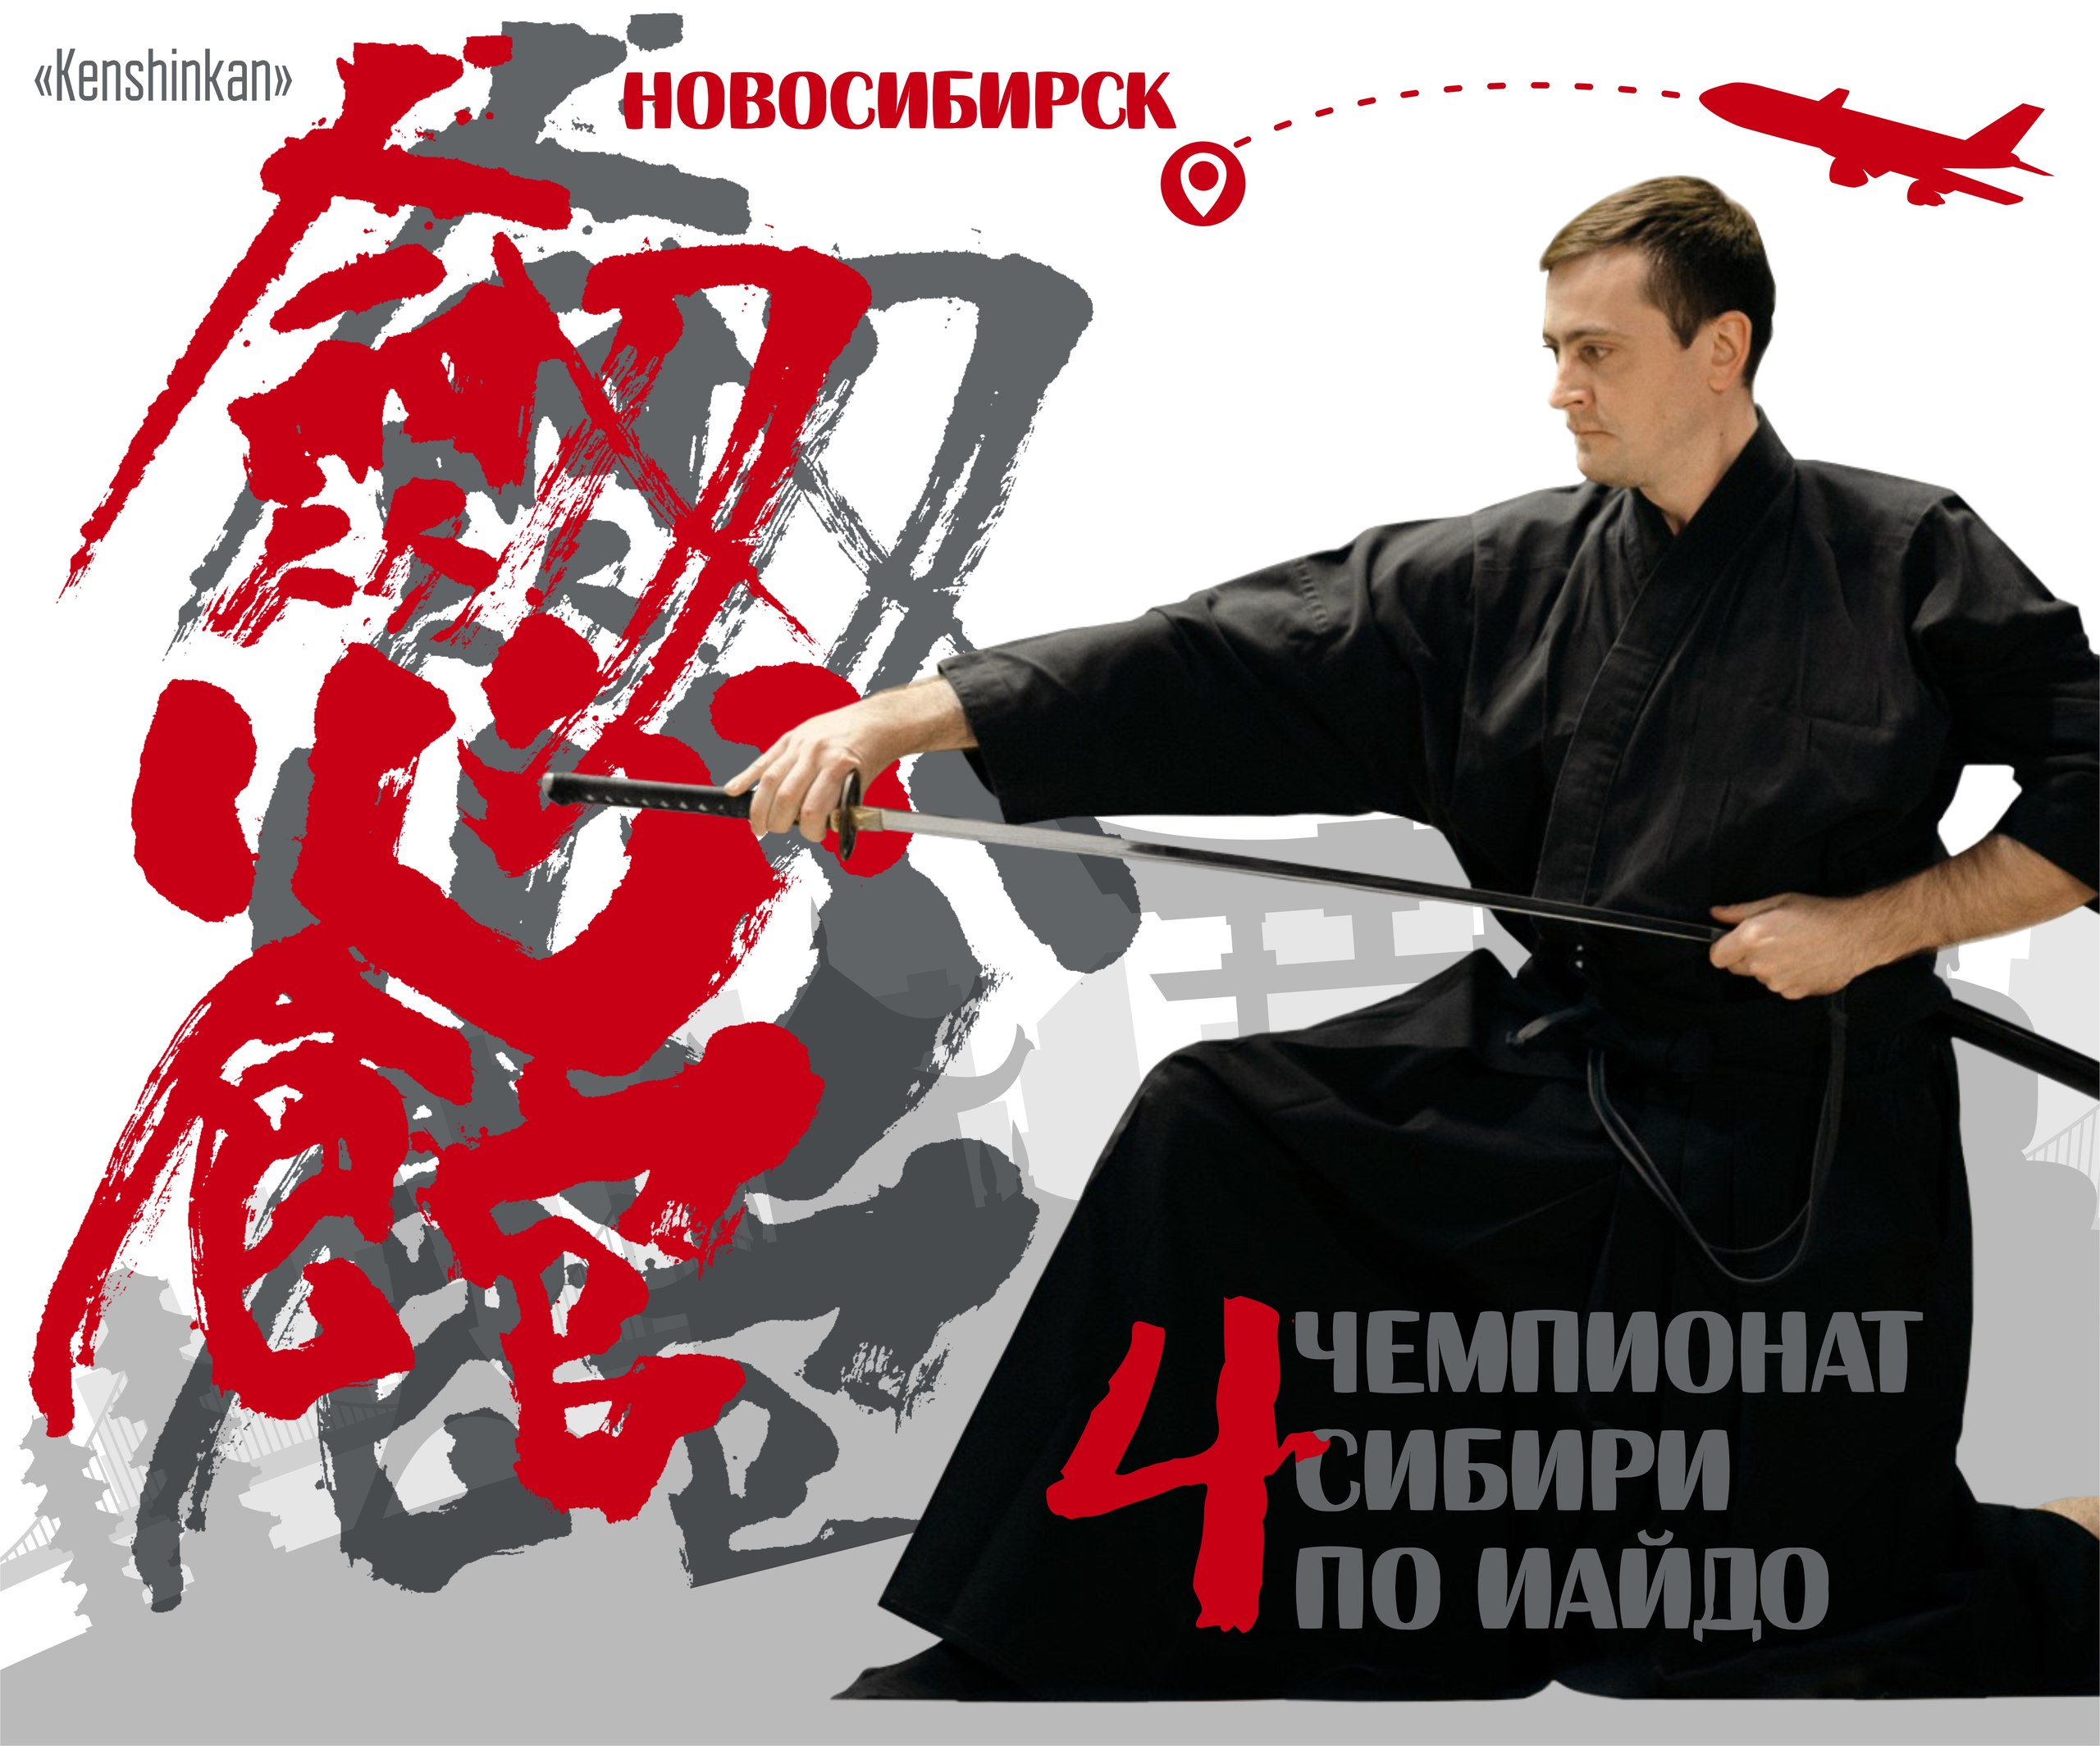 «Kenshinkan»
НОВОСИБИРСК
剣心館
4 ЧЕМПИОНАТ
СИБИРИ
ПО ИАЙДО